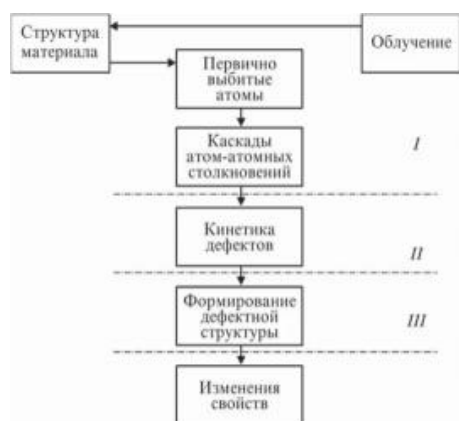 Структура
материала
Облучение
Первично
выбитые
атомы
Каскады
атом-атомных
столкновений
I
Кинетика
дефектов
II
Формирование
дефектной
структуры
III
Изменения
свойств